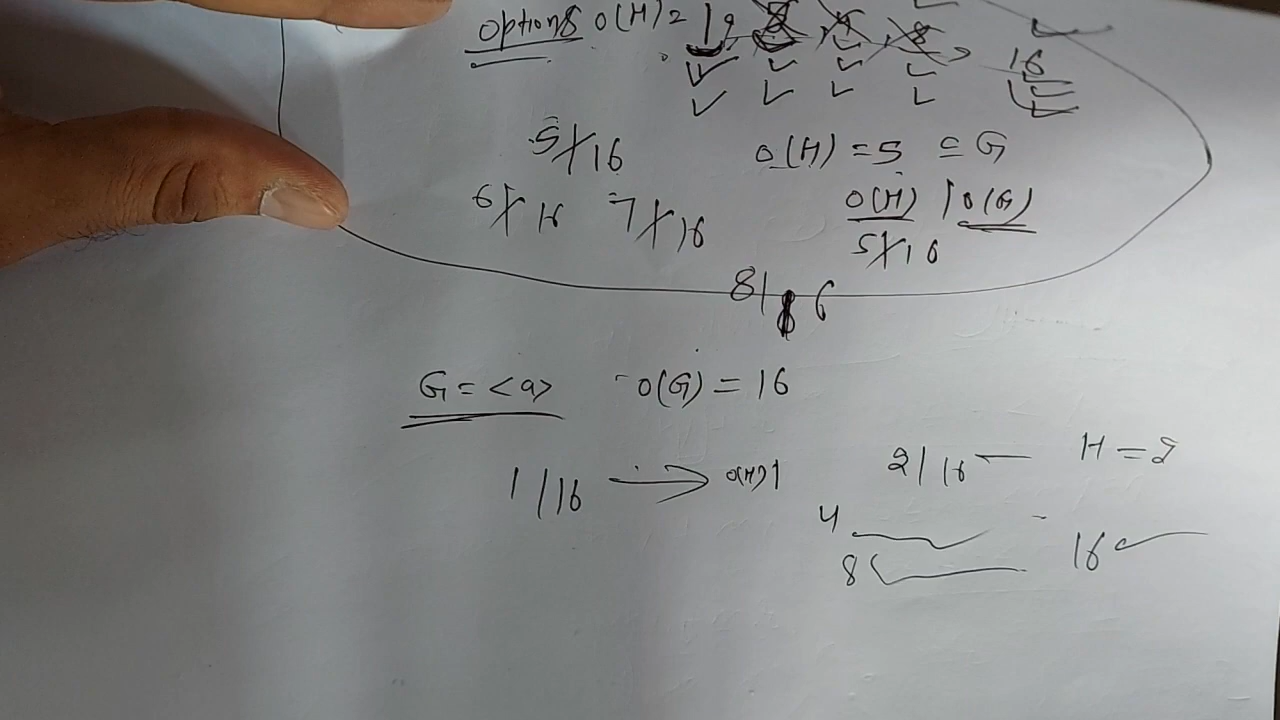 Options O(H) = 1, 2, 4, 8, 16
5∤16 O(H) = 5 ⊆ G
6∤16 7∤16 O(H) | O(G)
5∤16
8/16
G = <a> O(G) = 16
1/16 → O(H) 1 2/16 H = 2
4
8 16